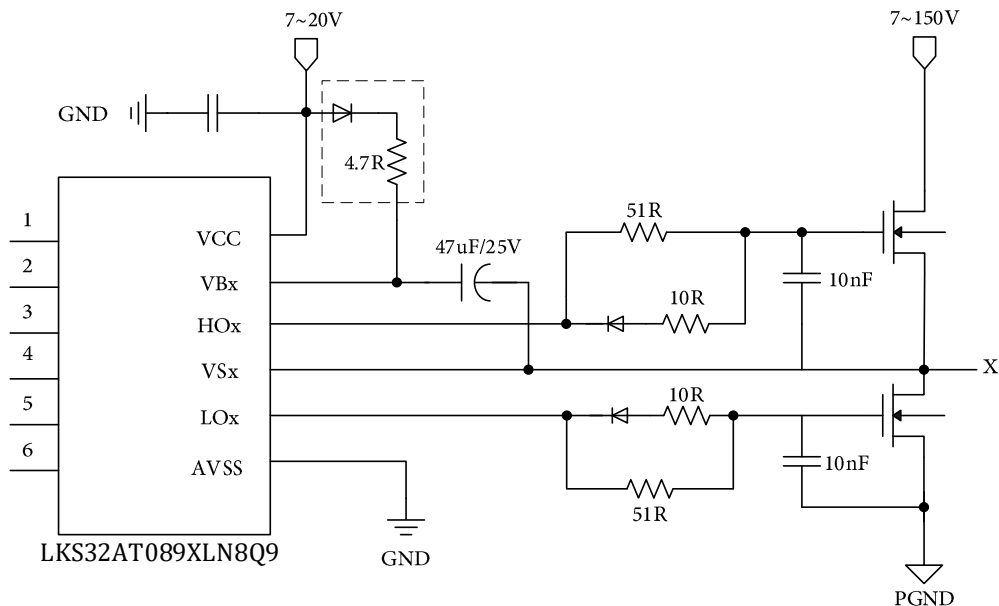 7~20V
7~150V
GND
4.7R
1
2
3
4
5
6
VCC
VBx
HOx
VSx
LOx
AVSS
47uF/25V
51R
10R
10nF
X
10R
10nF
51R
GND
PGND
LKS32AT089XLN8Q9